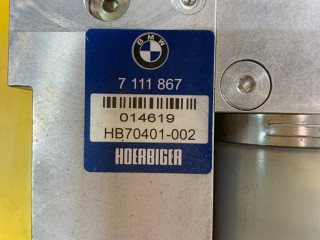 BMW
7 111 867
014619
HB70401-002
HOERBIGER